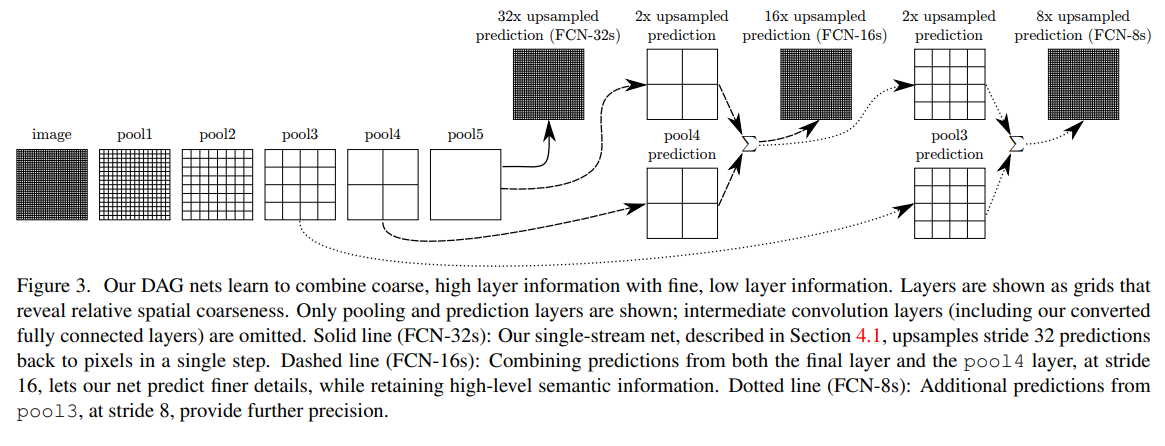 32x upsampled
prediction (FCN-32s)
2x upsampled
prediction
16x upsampled
prediction (FCN-16s)
2x upsampled
prediction
8x upsampled
prediction (FCN-8s)
image
pool1
pool2
pool3
pool4
pool5
pool4
prediction
∑
pool3
prediction
∑
Figure 3. Our DAG nets learn to combine coarse, high layer information with fine, low layer information. Layers are shown as grids that
reveal relative spatial coarseness. Only pooling and prediction layers are shown; intermediate convolution layers (including our converted
fully connected layers) are omitted. Solid line (FCN-32s): Our single-stream net, described in Section 4.1, upsamples stride 32 predictions
back to pixels in a single step. Dashed line (FCN-16s): Combining predictions from both the final layer and the pool4 layer, at stride
16, lets our net predict finer details, while retaining high-level semantic information. Dotted line (FCN-8s): Additional predictions from
pool3, at stride 8, provide further precision.